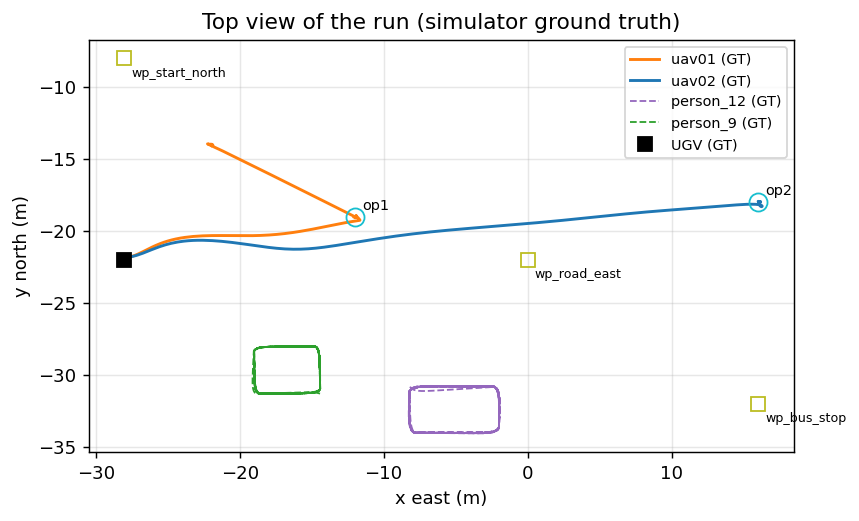 Top view of the run (simulator ground truth)
uav01 (GT)
uav02 (GT)
person_12 (GT)
person_9 (GT)
UGV (GT)
wp_start_north
op1
op2
wp_road_east
wp_bus_stop
y north (m)
−10
−15
−20
−25
−30
−35
−30
−20
−10
0
10
x east (m)